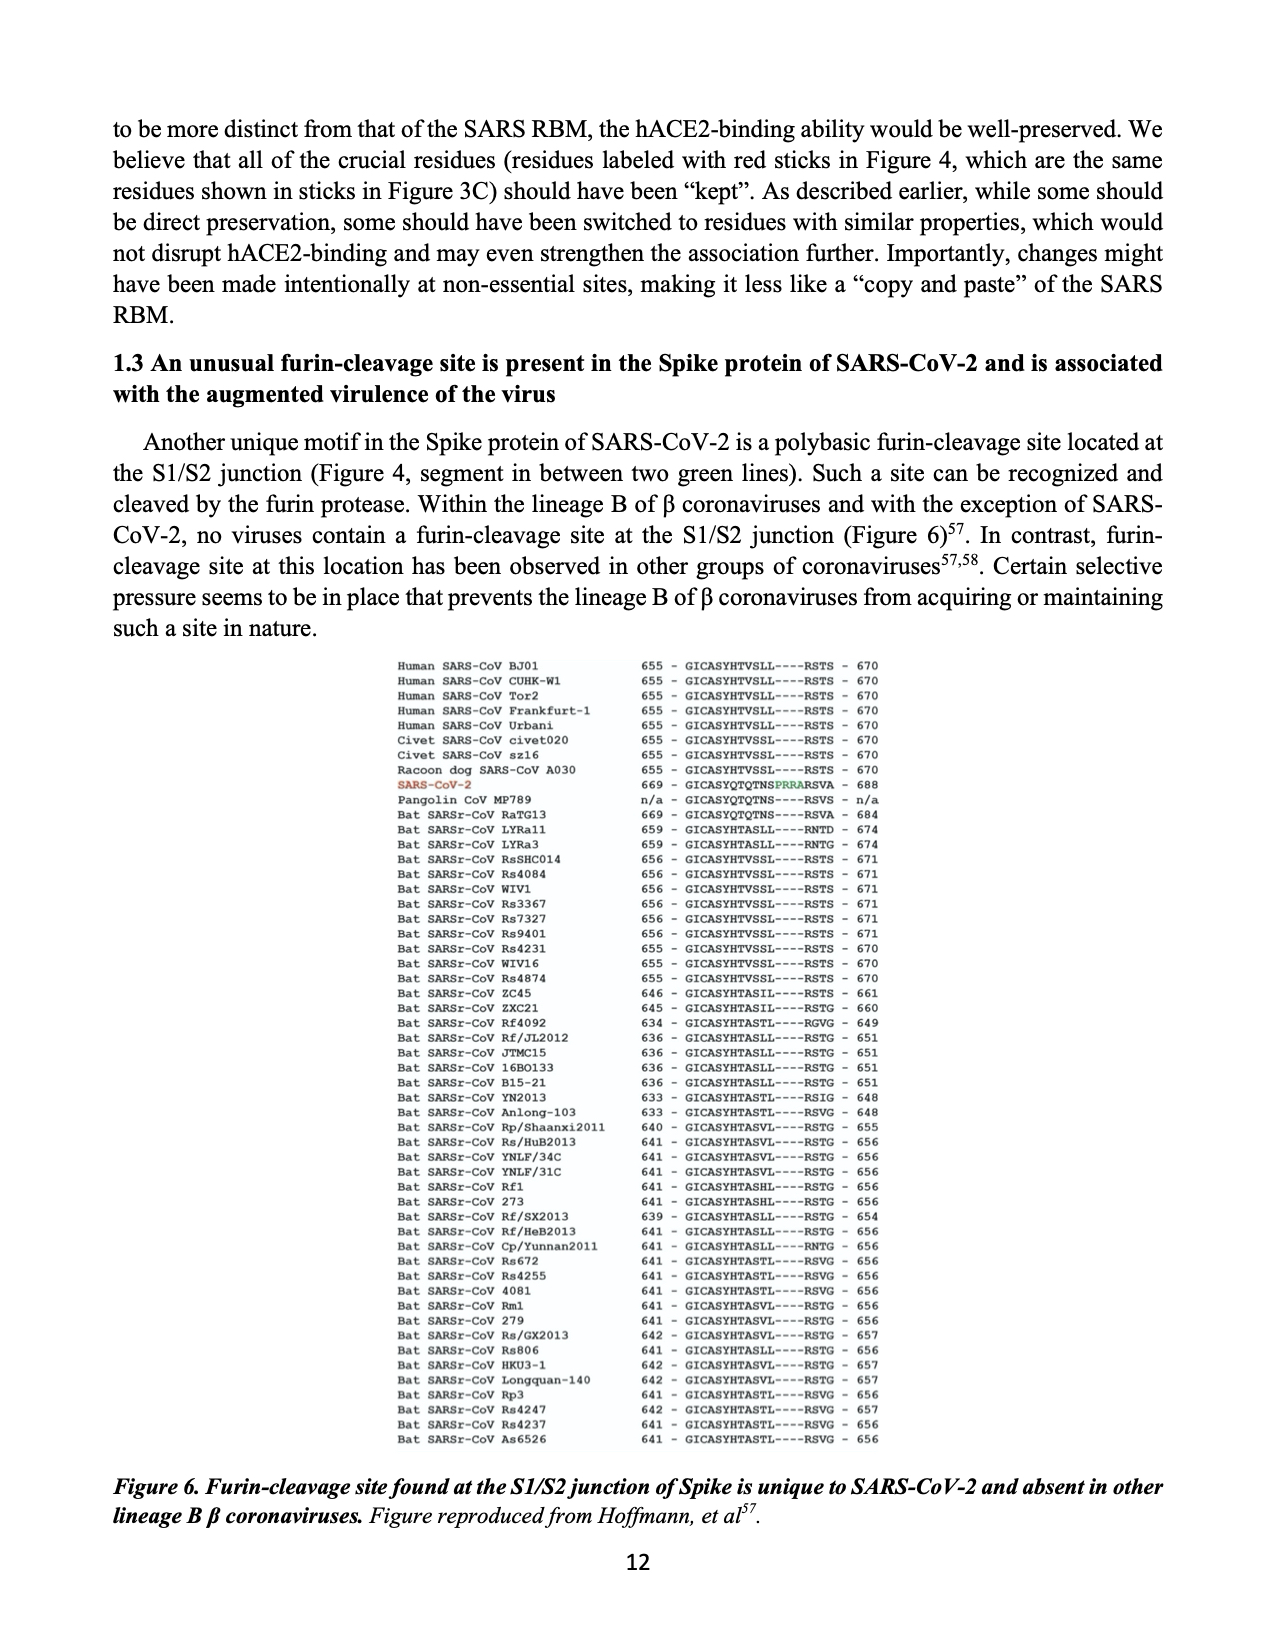 to be more distinct from that of the SARS RBM, the hACE2-binding ability would be well-preserved. We
believe that all of the crucial residues (residues labeled with red sticks in Figure 4, which are the same
residues shown in sticks in Figure 3C) should have been “kept”. As described earlier, while some should
be direct preservation, some should have been switched to residues with similar properties, which would
not disrupt hACE2-binding and may even strengthen the association further. Importantly, changes might
have been made intentionally at non-essential sites, making it less like a “copy and paste” of the SARS
RBM.
1.3 An unusual furin-cleavage site is present in the Spike protein of SARS-CoV-2 and is associated
with the augmented virulence of the virus
Another unique motif in the Spike protein of SARS-CoV-2 is a polybasic furin-cleavage site located at
the S1/S2 junction (Figure 4, segment in between two green lines). Such a site can be recognized and
cleaved by the furin protease. Within the lineage B of β coronaviruses and with the exception of SARS-
CoV-2, no viruses contain a furin-cleavage site at the S1/S2 junction (Figure 6)57. In contrast, furin-
cleavage site at this location has been observed in other groups of coronaviruses57,58. Certain selective
pressure seems to be in place that prevents the lineage B of β coronaviruses from acquiring or maintaining
such a site in nature.
Human SARS-CoV BJ01 655 - GICASYHTVSLL----RSTS - 670
Human SARS-CoV CUHK-W1 655 - GICASYHTVSLL----RSTS - 670
Human SARS-CoV Tor2 655 - GICASYHTVSLL----RSTS - 670
Human SARS-CoV Frankfurt-1 655 - GICASYHTVSLL----RSTS - 670
Human SARS-CoV Urbani 655 - GICASYHTVSLL----RSTS - 670
Civet SARS-CoV civet020 655 - GICASYHTVSSL----RSTS - 670
Civet SARS-CoV sz16 655 - GICASYHTVSSL----RSTS - 670
Racoon dog SARS-CoV A030 655 - GICASYHTVSSL----RSTS - 670
SARS-CoV-2 669 - GICASYQTQTNSPRRARSVA - 688
Pangolin CoV MP789 n/a - GICASYQTQTNS----RSVS - n/a
Bat SARSr-CoV RaTG13 669 - GICASYQTQTNS----RSVA - 684
Bat SARSr-CoV LYRa11 659 - GICASYHTASLL----RNTD - 674
Bat SARSr-CoV LYRa3 659 - GICASYHTASLL----RNTG - 674
Bat SARSr-CoV RsSHC014 656 - GICASYHTVSSL----RSTS - 671
Bat SARSr-CoV Rs4084 656 - GICASYHTVSSL----RSTS - 671
Bat SARSr-CoV WIV1 656 - GICASYHTVSSL----RSTS - 671
Bat SARSr-CoV Rs3367 656 - GICASYHTVSSL----RSTS - 671
Bat SARSr-CoV Rs7327 656 - GICASYHTVSSL----RSTS - 671
Bat SARSr-CoV Rs9401 656 - GICASYHTVSSL----RSTS - 671
Bat SARSr-CoV Rs4231 655 - GICASYHTVSSL----RSTS - 670
Bat SARSr-CoV WIV16 655 - GICASYHTVSSL----RSTS - 670
Bat SARSr-CoV Rs4874 655 - GICASYHTVSSL----RSTS - 670
Bat SARSr-CoV ZC45 646 - GICASYHTASIL----RSTS - 661
Bat SARSr-CoV ZXC21 645 - GICASYHTASIL----RSTG - 660
Bat SARSr-CoV Rf4092 634 - GICASYHTASTL----RGVG - 649
Bat SARSr-CoV Rf/JL2012 636 - GICASYHTASLL----RSTG - 651
Bat SARSr-CoV JTMC15 636 - GICASYHTASLL----RSTG - 651
Bat SARSr-CoV 16BO133 636 - GICASYHTASLL----RSTG - 651
Bat SARSr-CoV B15-21 636 - GICASYHTASLL----RSTG - 651
Bat SARSr-CoV YN2013 633 - GICASYHTASTL----RSIG - 648
Bat SARSr-CoV Anlong-103 633 - GICASYHTASTL----RSVG - 648
Bat SARSr-CoV Rp/Shaanxi2011 640 - GICASYHTASVL----RSTG - 655
Bat SARSr-CoV Rs/HuB2013 641 - GICASYHTASVL----RSTG - 656
Bat SARSr-CoV YNLF/34C 641 - GICASYHTASVL----RSTG - 656
Bat SARSr-CoV YNLF/31C 641 - GICASYHTASVL----RSTG - 656
Bat SARSr-CoV Rf1 641 - GICASYHTASHL----RSTG - 656
Bat SARSr-CoV 273 641 - GICASYHTASHL----RSTG - 656
Bat SARSr-CoV Rf/SX2013 639 - GICASYHTASLL----RSTG - 654
Bat SARSr-CoV Rf/HeB2013 641 - GICASYHTASLL----RSTG - 656
Bat SARSr-CoV Cp/Yunnan2011 641 - GICASYHTASLL----RNTG - 656
Bat SARSr-CoV Rs672 641 - GICASYHTASTL----RSVG - 656
Bat SARSr-CoV Rs4255 641 - GICASYHTASTL----RSVG - 656
Bat SARSr-CoV 4081 641 - GICASYHTASTL----RSVG - 656
Bat SARSr-CoV Rm1 641 - GICASYHTASVL----RSTG - 656
Bat SARSr-CoV 279 641 - GICASYHTASVL----RSTG - 656
Bat SARSr-CoV Rs/GX2013 642 - GICASYHTASVL----RSTG - 657
Bat SARSr-CoV Rs806 641 - GICASYHTASLL----RSTG - 656
Bat SARSr-CoV HKU3-1 642 - GICASYHTASVL----RSTG - 657
Bat SARSr-CoV Longquan-140 642 - GICASYHTASVL----RSTG - 657
Bat SARSr-CoV Rp3 641 - GICASYHTASTL----RSVG - 656
Bat SARSr-CoV Rs4247 642 - GICASYHTASTL----RSVG - 657
Bat SARSr-CoV Rs4237 641 - GICASYHTASTL----RSVG - 656
Bat SARSr-CoV As6526 641 - GICASYHTASTL----RSVG - 656
Figure 6. Furin-cleavage site found at the S1/S2 junction of Spike is unique to SARS-CoV-2 and absent in other
lineage B β coronaviruses. Figure reproduced from Hoffmann, et al57.
12